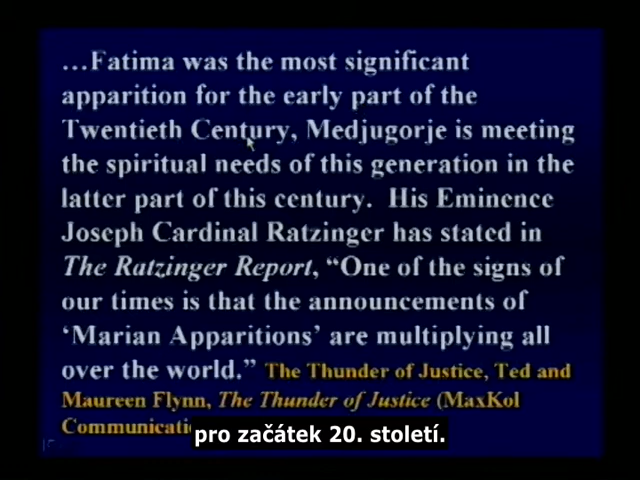 ...Fatima was the most significant
apparition for the early part of the
Twentieth Century, Medjugorje is meeting
the spiritual needs of this generation in the
latter part of this century.  His Eminence
Joseph Cardinal Ratzinger has stated in
The Ratzinger Report, “One of the signs of
our times is that the announcements of
‘Marian Apparitions’ are multiplying all
over the world.” The Thunder of Justice, Ted and
Maureen Flynn, The Thunder of Justice (MaxKol
pro začátek 20. století.